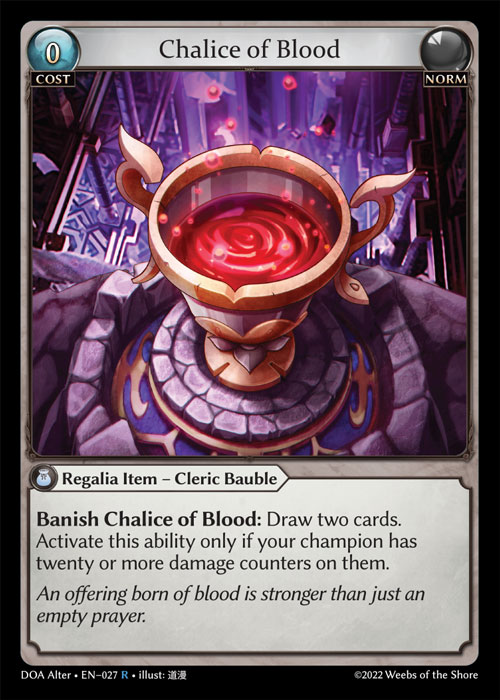 0
COST
Chalice of Blood
NORM
Regalia Item – Cleric Bauble
Banish Chalice of Blood: Draw two cards.
Activate this ability only if your champion has
twenty or more damage counters on them.
An offering born of blood is stronger than just an
empty prayer.
DOA Alter • EN–027 R • illust: 道漫
©2022 Weebs of the Shore